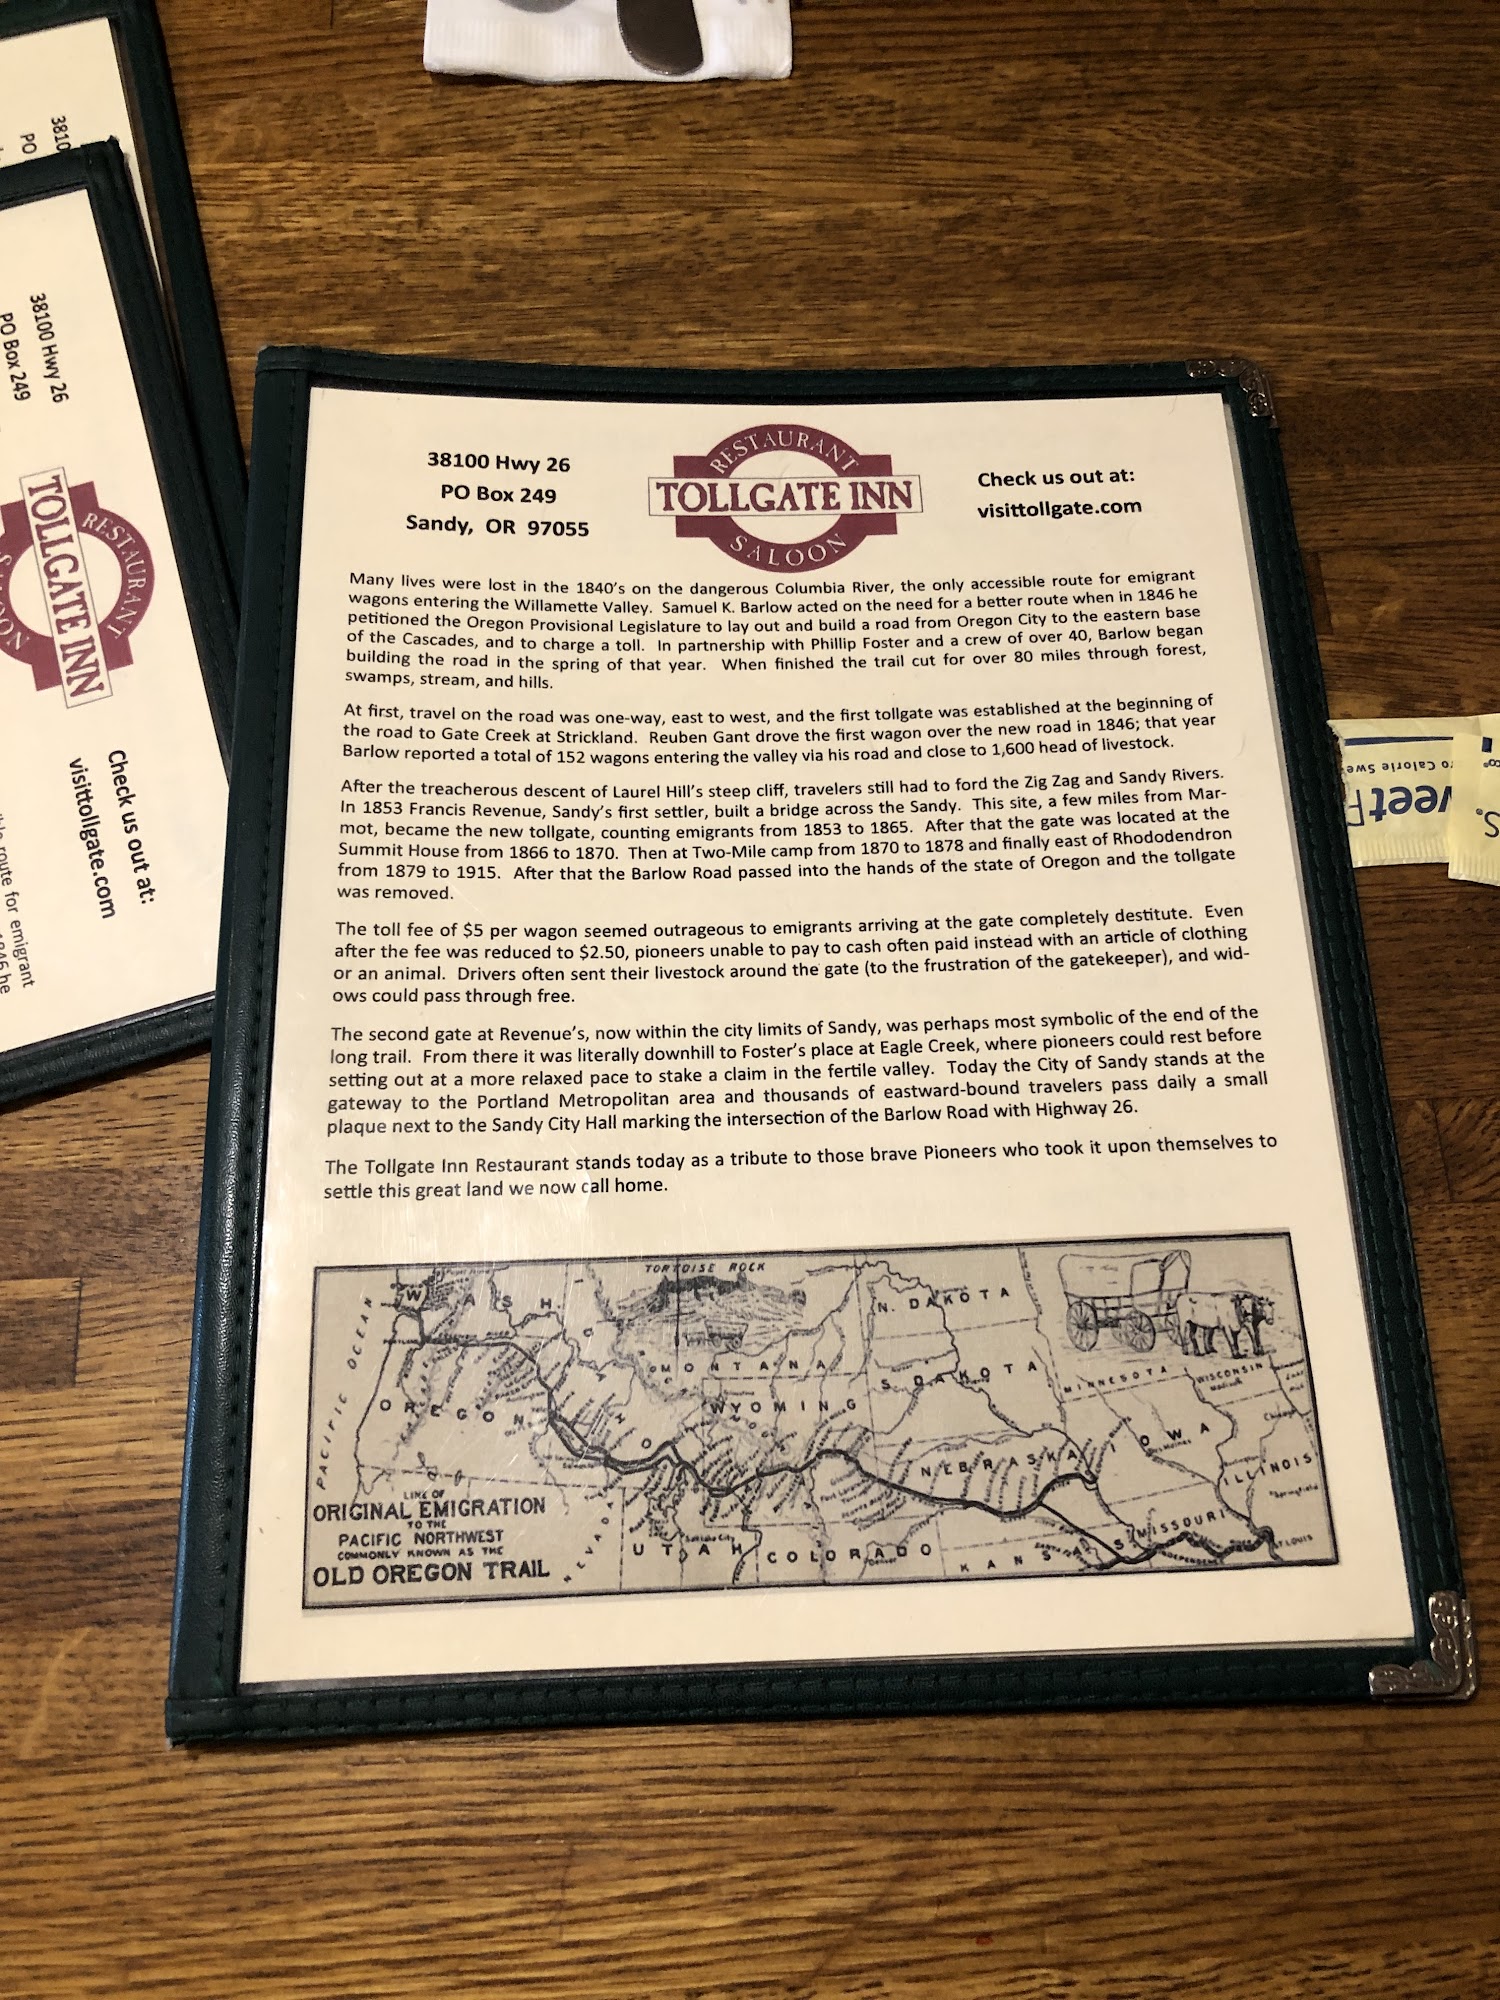 38100 Hwy 26
PO Box 249
Sandy, OR 97055
RESTAURANT
TOLLGATE INN
SALOON
Check us out at:
visittollgate.com
Many lives were lost in the 1840's on the dangerous Columbia River, the only accessible route for emigrant
wagons entering the Willamette Valley. Samuel K. Barlow acted on the need for a better route when in 1846 he
petitioned the Oregon Provisional Legislature to lay out and build a road from Oregon City to the eastern base
of the Cascades, and to charge a toll. In partnership with Phillip Foster and a crew of over 40, Barlow began
building the road in the spring of that year. When finished the trail cut for over 80 miles through forest,
swamps, stream, and hills.
At first, travel on the road was one-way, east to west, and the first tollgate was established at the beginning of
the road to Gate Creek at Strickland. Reuben Gant drove the first wagon over the new road in 1846; that year
Barlow reported a total of 152 wagons entering the valley via his road and close to 1,600 head of livestock.
After the treacherous descent of Laurel Hill's steep cliff, travelers still had to ford the Zig Zag and Sandy Rivers.
In 1853 Francis Revenue, Sandy's first settler, built a bridge across the Sandy. This site, a few miles from Mar-
mot, became the new tollgate, counting emigrants from 1853 to 1865. After that the gate was located at the
Summit House from 1866 to 1870. Then at Two-Mile camp from 1870 to 1878 and finally east of Rhododendron
from 1879 to 1915. After that the Barlow Road passed into the hands of the state of Oregon and the tollgate
was removed.
The toll fee of $5 per wagon seemed outrageous to emigrants arriving at the gate completely destitute. Even
after the fee was reduced to $2.50, pioneers unable to pay to cash often paid instead with an article of clothing
or an animal. Drivers often sent their livestock around the gate (to the frustration of the gatekeeper), and wid-
ows could pass through free.
The second gate at Revenue's, now within the city limits of Sandy, was perhaps most symbolic of the end of the
long trail. From there it was literally downhill to Foster's place at Eagle Creek, where pioneers could rest before
setting out at a more relaxed pace to stake a claim in the fertile valley. Today the City of Sandy stands at the
gateway to the Portland Metropolitan area and thousands of eastward-bound travelers pass daily a small
plaque next to the Sandy City Hall marking the intersection of the Barlow Road with Highway 26.
The Tollgate Inn Restaurant stands today as a tribute to those brave Pioneers who took it upon themselves to
settle this great land we now call home.
TORTOISE ROCK
PACIFIC OCEAN
WASH.
N. DAKOTA
MONTANA
S. DAKOTA
MINNESOTA
WISCONSIN
OREGON
WYOMING
IOWA
NEBRASKA
ILLINOIS
UTAH
COLORADO
KANSAS
MISSOURI
INDEPENDENCE
ST LOUIS
NEVADA
LINE OF
ORIGINAL EMIGRATION
TO THE
PACIFIC NORTHWEST
COMMONLY KNOWN AS THE
OLD OREGON TRAIL
38100 Hwy 26
PO Box 249
RESTAURANT
TOLLGATE INN
SALOON
Check us out at:
visittollgate.com
route for emigrant
1846 he
3810
PO
o Calorie Swe